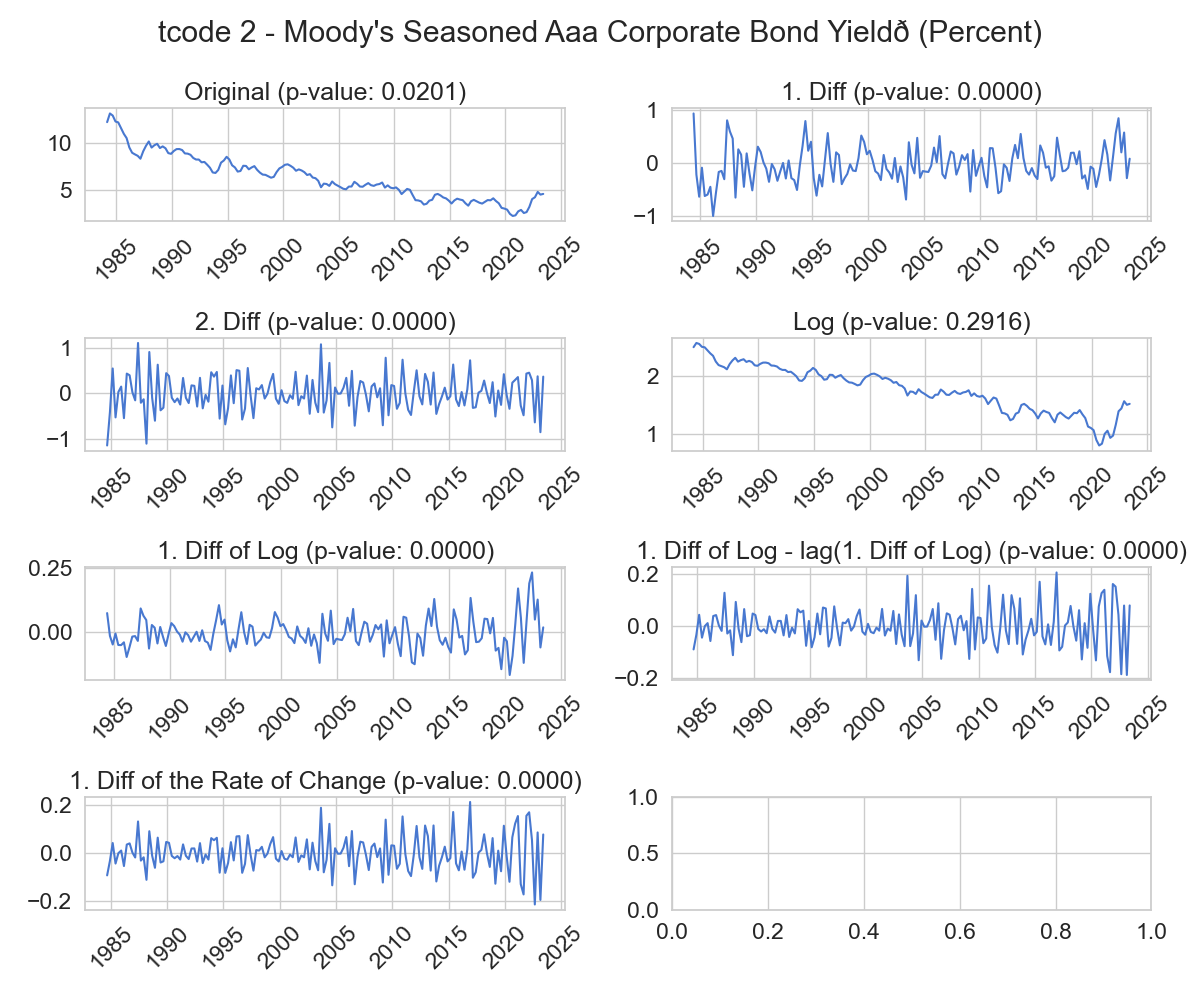 tcode 2 - Moody's Seasoned Aaa Corporate Bond Yieldð (Percent)
Original (p-value: 0.0201)
10
5
1985 1990 1995 2000 2005 2010 2015 2020 2025
1. Diff (p-value: 0.0000)
1
0
−1
1985 1990 1995 2000 2005 2010 2015 2020 2025
2. Diff (p-value: 0.0000)
1
0
−1
1985 1990 1995 2000 2005 2010 2015 2020 2025
Log (p-value: 0.2916)
2
1
1985 1990 1995 2000 2005 2010 2015 2020 2025
1. Diff of Log (p-value: 0.0000)
0.25
0.00
1985 1990 1995 2000 2005 2010 2015 2020 2025
1. Diff of Log - lag(1. Diff of Log) (p-value: 0.0000)
0.2
0.0
−0.2
1985 1990 1995 2000 2005 2010 2015 2020 2025
1. Diff of the Rate of Change (p-value: 0.0000)
0.2
0.0
−0.2
1985 1990 1995 2000 2005 2010 2015 2020 2025
1.0
0.5
0.0
0.0 0.2 0.4 0.6 0.8 1.0